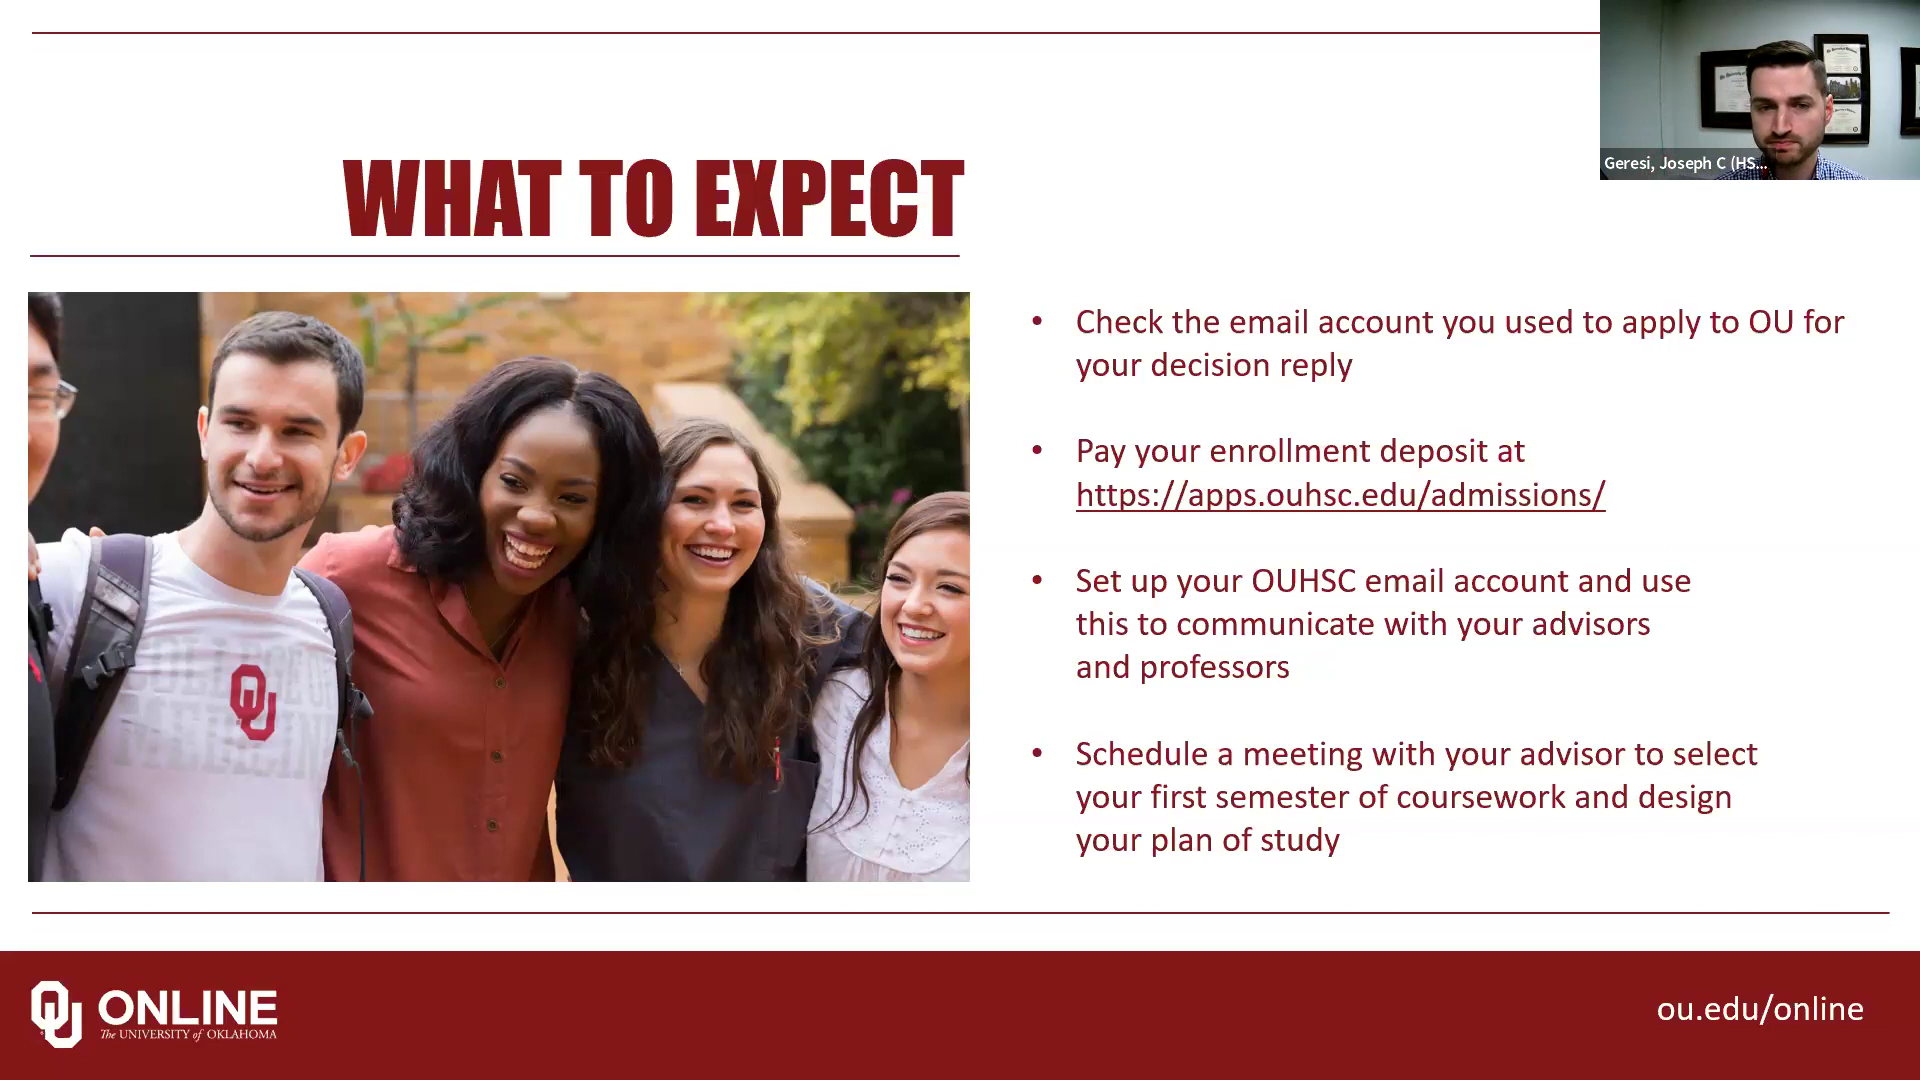 Geresi, Joseph C (HS...
WHAT TO EXPECT
• Check the email account you used to apply to OU for
your decision reply
• Pay your enrollment deposit at
https://apps.ouhsc.edu/admissions/
• Set up your OUHSC email account and use
this to communicate with your advisors
and professors
• Schedule a meeting with your advisor to select
your first semester of coursework and design
your plan of study
OU
OU ONLINE
The UNIVERSITY of OKLAHOMA
ou.edu/online